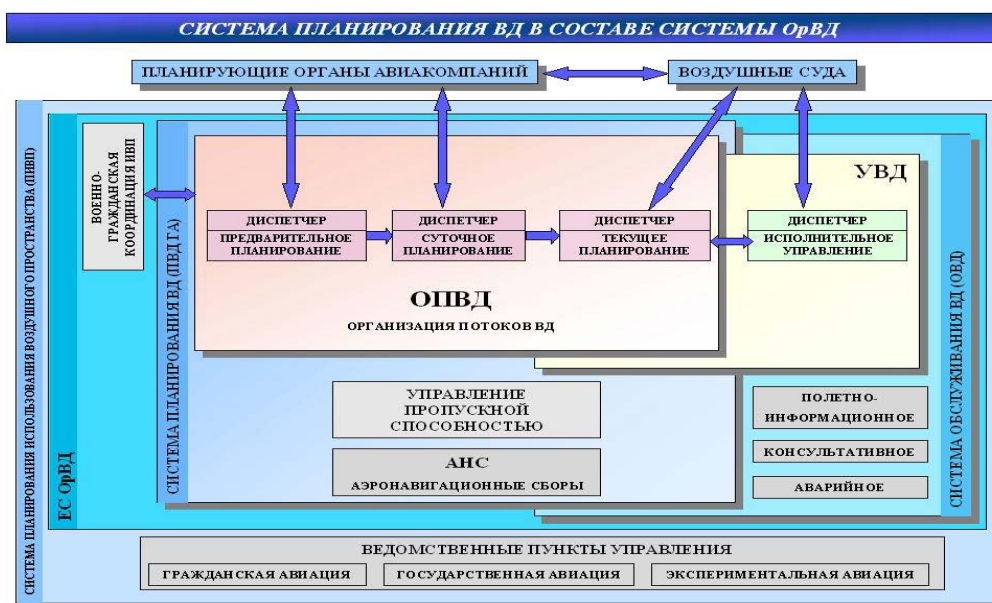 СИСТЕМА ПЛАНИРОВАНИЯ ВД В СОСТАВЕ СИСТЕМЫ ОрВД
ПЛАНИРУЮЩИЕ ОРГАНЫ АВИАКОМПАНИЙ
ВОЗДУШНЫЕ СУДА
СИСТЕМА ПЛАНИРОВАНИЯ ИСПОЛЬЗОВАНИЯ ВОЗДУШНОГО ПРОСТРАНСТВА (ПИВП)
ЕС ОрВД
ВОЕННО-
ГРАЖДАНСКАЯ
КООРДИНАЦИЯ ИВП
СИСТЕМА ПЛАНИРОВАНИЯ ВД (ПВД ГА)
УВД
ДИСПЕТЧЕР
ПРЕДВАРИТЕЛЬНОЕ
ПЛАНИРОВАНИЕ
ДИСПЕТЧЕР
СУТОЧНОЕ
ПЛАНИРОВАНИЕ
ДИСПЕТЧЕР
ТЕКУЩЕЕ
ПЛАНИРОВАНИЕ
ДИСПЕТЧЕР
ИСПОЛНИТЕЛЬНОЕ
УПРАВЛЕНИЕ
ОПВД
ОРГАНИЗАЦИЯ ПОТОКОВ ВД
УПРАВЛЕНИЕ
ПРОПУСКНОЙ
СПОСОБНОСТЬЮ
АНС
АЭРОНАВИГАЦИОННЫЕ СБОРЫ
ПОЛЕТНО-
ИНФОРМАЦИОННОЕ
КОНСУЛЬТАТИВНОЕ
АВАРИЙНОЕ
СИСТЕМА ОБСЛУЖИВАНИЯ ВД (ОВД)
ВЕДОМСТВЕННЫЕ ПУНКТЫ УПРАВЛЕНИЯ
ГРАЖДАНСКАЯ АВИАЦИЯ
ГОСУДАРСТВЕННАЯ АВИАЦИЯ
ЭКСПЕРИМЕНТАЛЬНАЯ АВИАЦИЯ